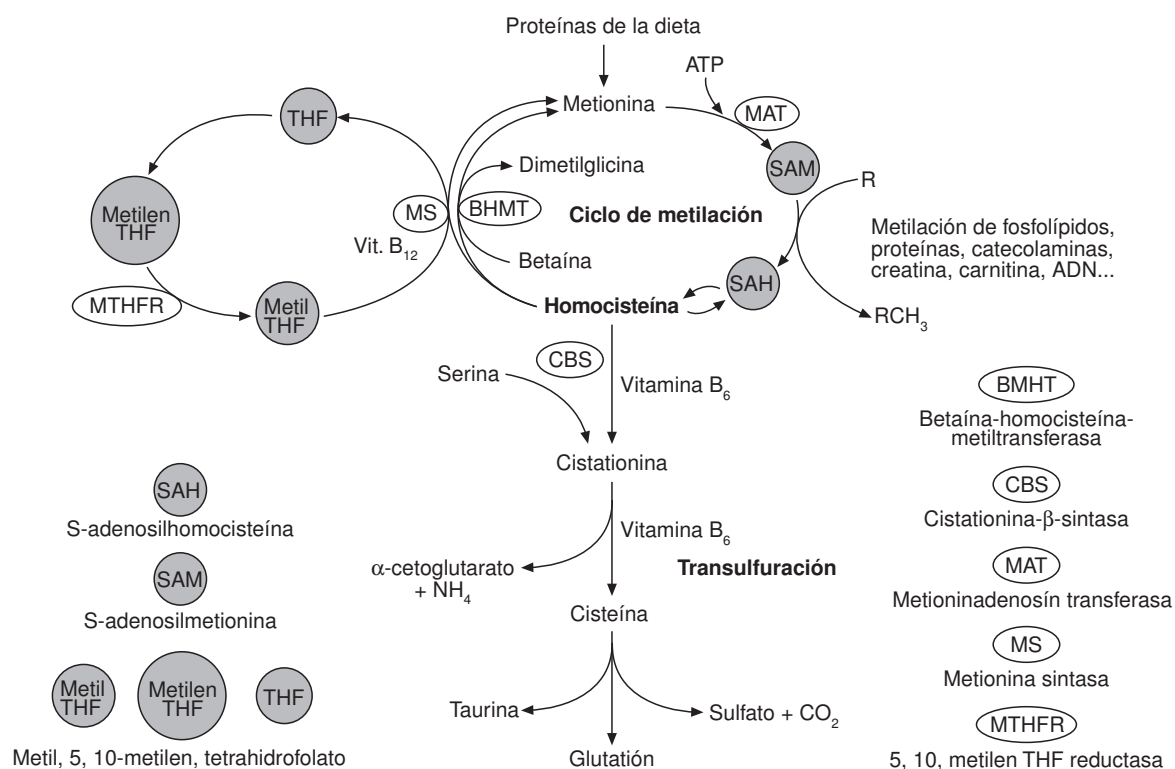 Proteínas de la dieta
ATP
Metionina
MAT
THF
SAM
Dimetilglicina
R
Metilen
THF
MS
BHMT
Ciclo de metilación
Metilación de fosfolípidos,
proteínas, catecolaminas,
creatina, carnitina, ADN...
Vit. B12
Betaína
SAH
MTHFR
Metil
THF
Homocisteína
RCH3
CBS
Serina
Vitamina B6
BMHT
Betaína-homocisteína-
metiltransferasa
Cistationina
SAH
S-adenosilhomocisteína
CBS
Cistationina-β-sintasa
Vitamina B6
α-cetoglutarato
+ NH4
Transulfuración
SAM
S-adenosilmetionina
MAT
Metioninadenosín transferasa
Cisteína
MS
Metionina sintasa
Metil
THF
Metilen
THF
THF
Taurina
Sulfato + CO2
MTHFR
Metil, 5, 10-metilen, tetrahidrofolato
Glutatión
5, 10, metilen THF reductasa